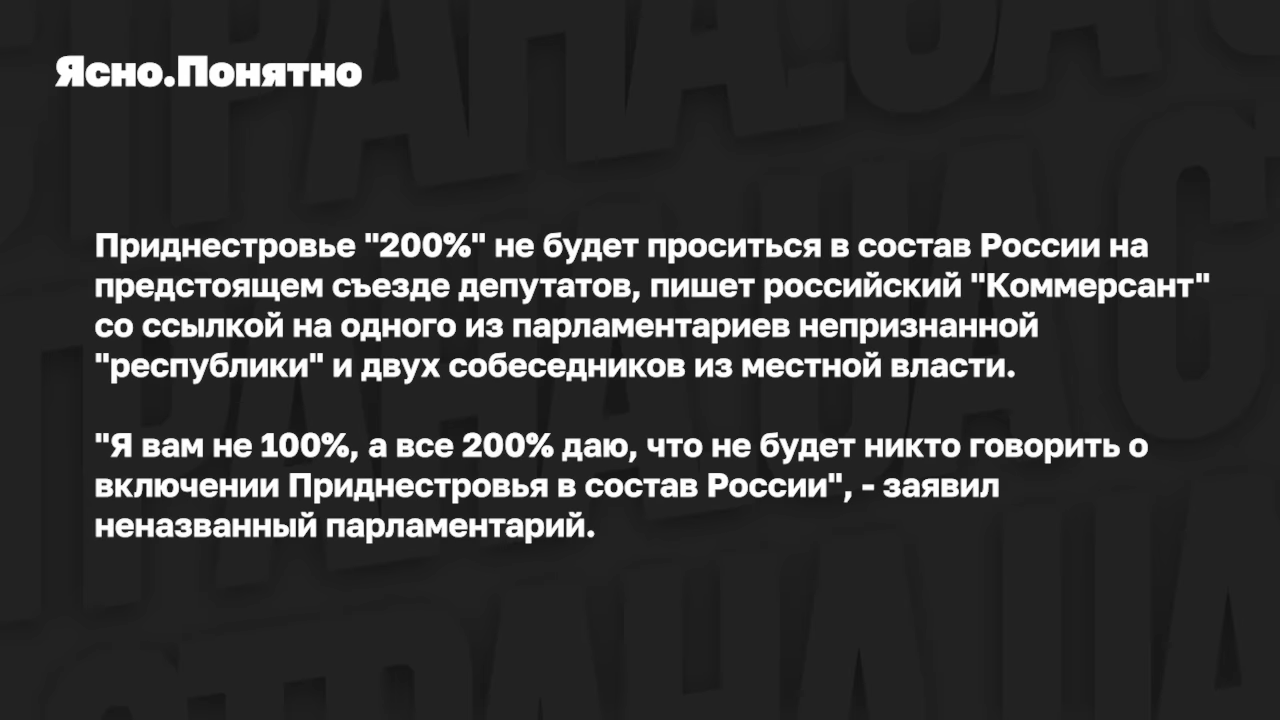 Ясно.Понятно
Приднестровье "200%" не будет проситься в состав России на
предстоящем съезде депутатов, пишет российский "Коммерсант"
со ссылкой на одного из парламентариев непризнанной
"республики" и двух собеседников из местной власти.
"Я вам не 100%, а все 200% даю, что не будет никто говорить о
включении Приднестровья в состав России", - заявил
неназванный парламентарий.